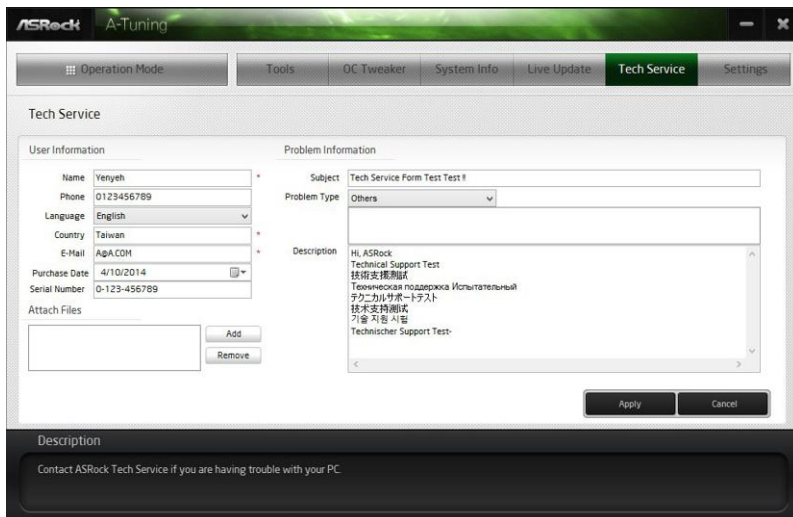 ASRock A-Tuning
Operation Mode Tools OC Tweaker System Info Live Update Tech Service Settings
Tech Service
User Information
Name Yenyeh *
Phone 0123456789
Language English
Country Taiwan *
E-Mail A@A.COM *
Purchase Date 4/10/2014
Serial Number 0-123-456789
Attach Files
Add
Remove
Problem Information
Subject Tech Service Form Test Test !!
Problem Type Others
Description Hi, ASRock
Technical Support Test
技術支援測試
Техническая поддержка Испытательный
テクニカルサポートテスト
技术支持测试
기술 지원 시험
Technischer Support Test-
Apply Cancel
Description
Contact ASRock Tech Service if you are having trouble with your PC.